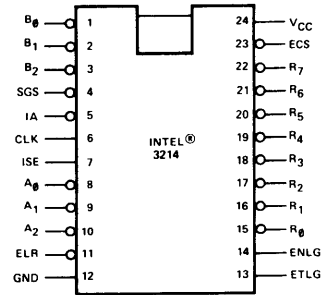 B0 1 24 VCC
B1 2 23 ECS
B2 3 22 R7
SGS 4 21 R6
IA 5 20 R5
CLK 6 19 R4
ISE 7 18 R3
INTEL®
3214
A0 8 17 R2
A1 9 16 R1
A2 10 15 R0
ELR 11 14 ENLG
GND 12 13 ETLG